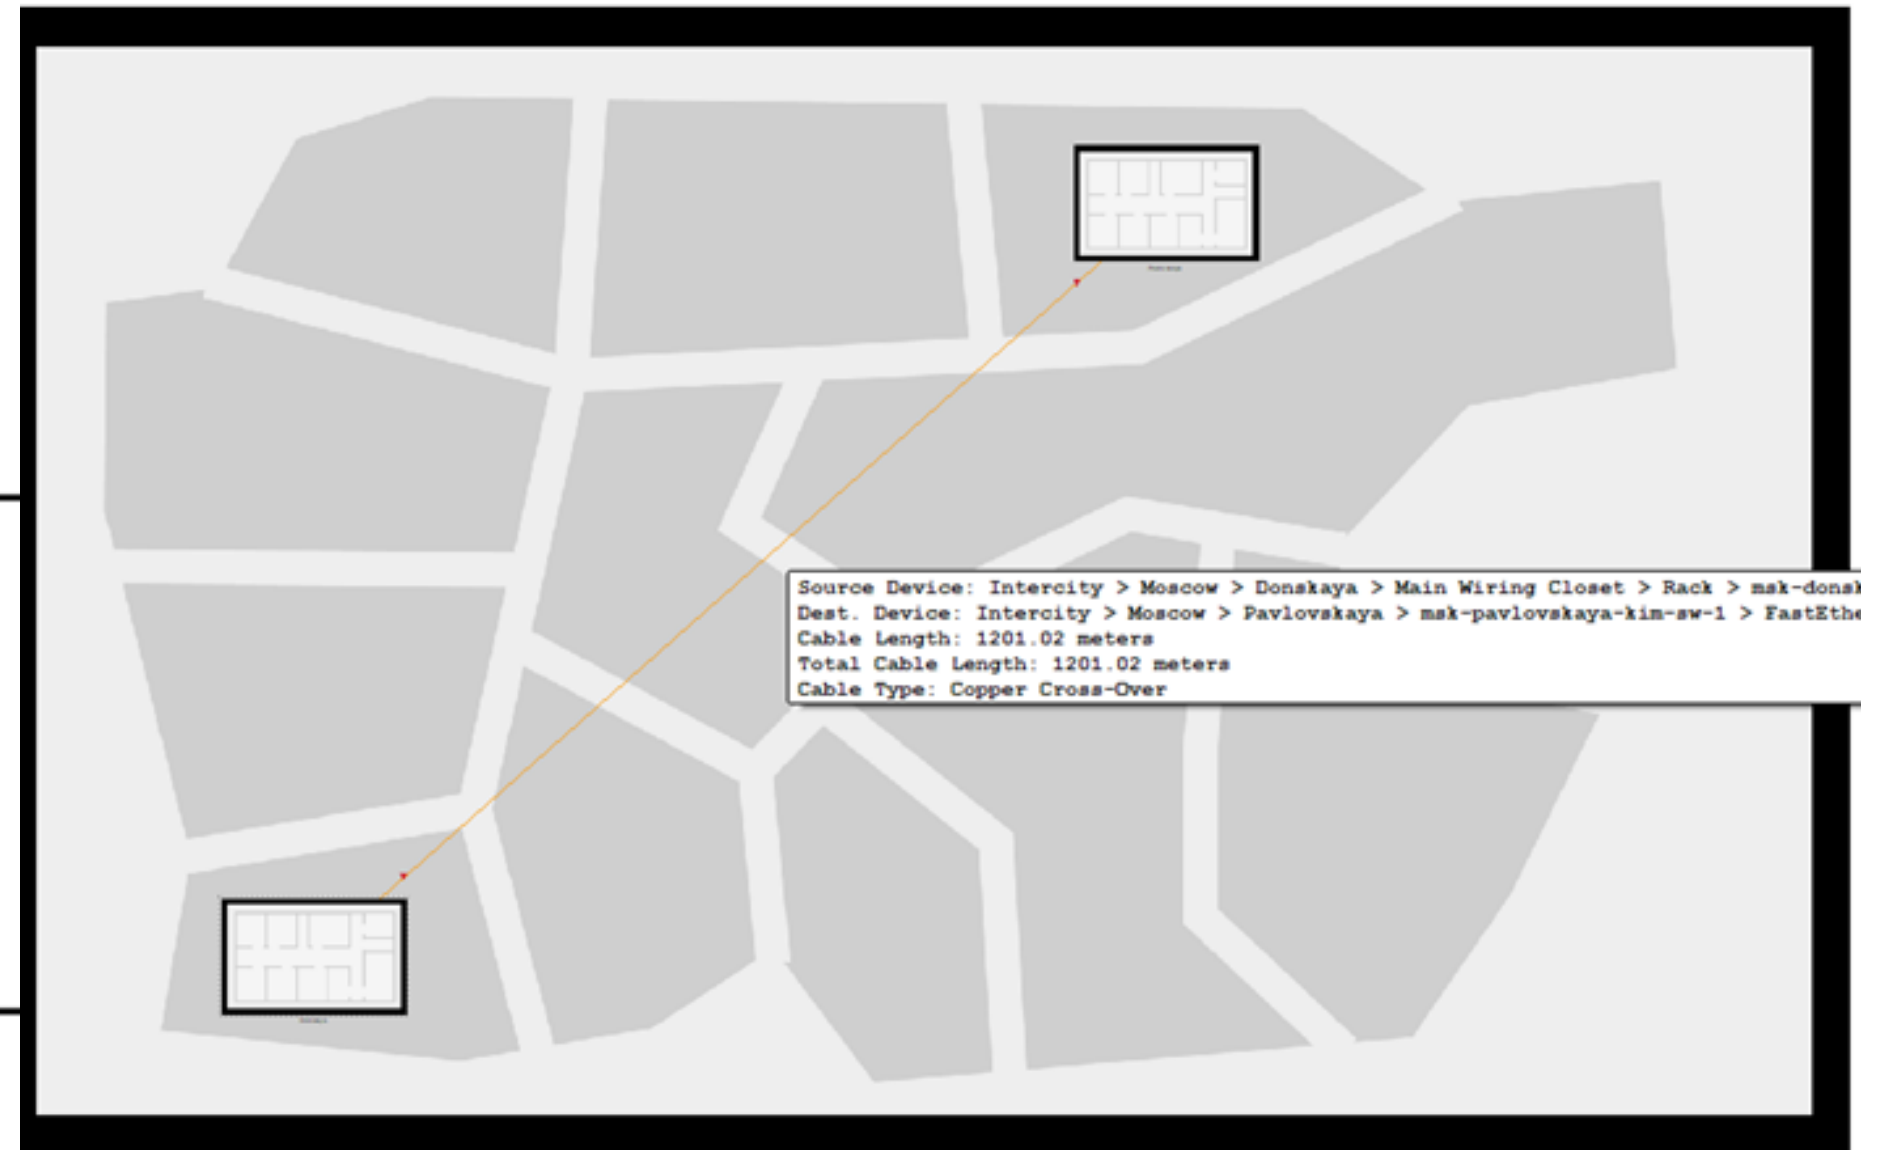 Source Device: Intercity > Moscow > Donskaya > Main Wiring Closet > Rack > msk-donsk
Dest. Device: Intercity > Moscow > Pavlovskaya > msk-pavlovskaya-kim-sw-1 > FastEthe
Cable Length: 1201.02 meters
Total Cable Length: 1201.02 meters
Cable Type: Copper Cross-Over